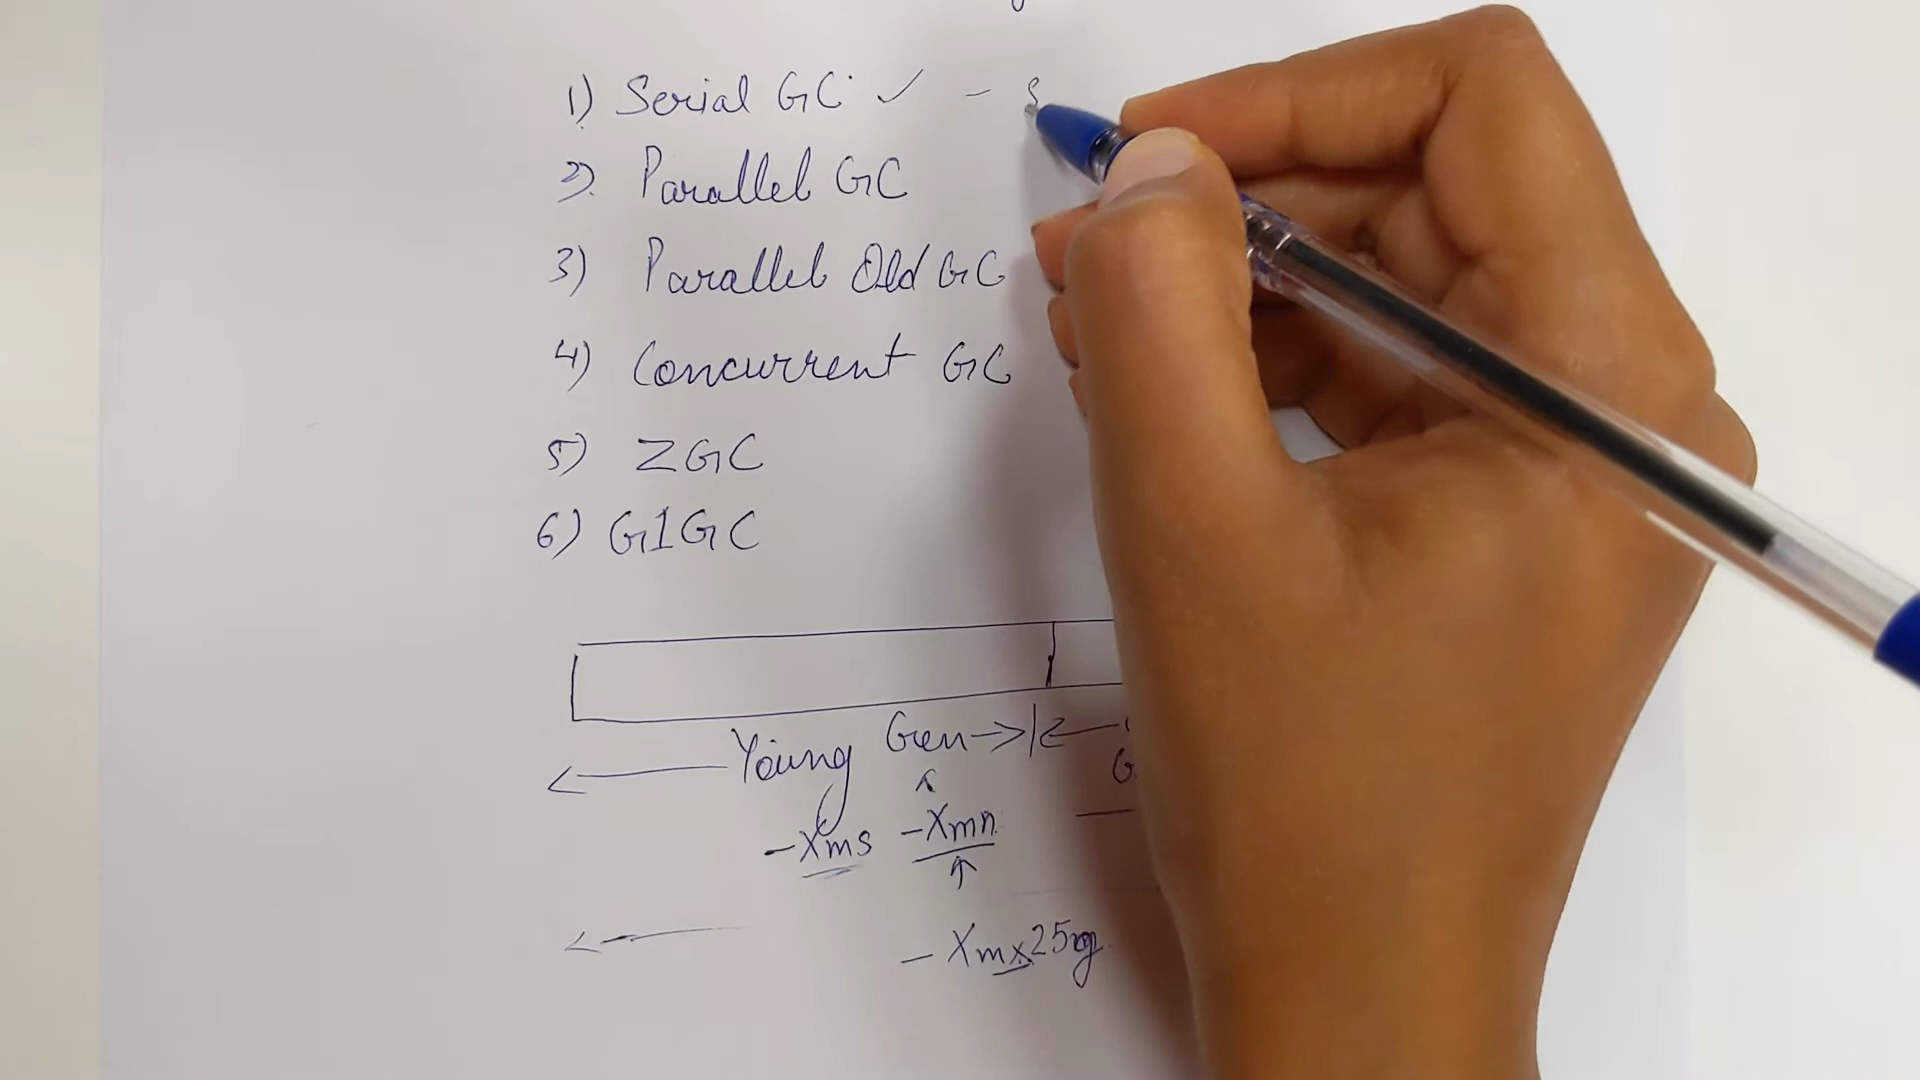 1) Serial GC ✓ - S
2) Parallel GC
3) Parallel Old GC
4) Concurrent GC
5) ZGC
6) G1GC
Young Gen
G
-Xms -Xmn
- Xmx25